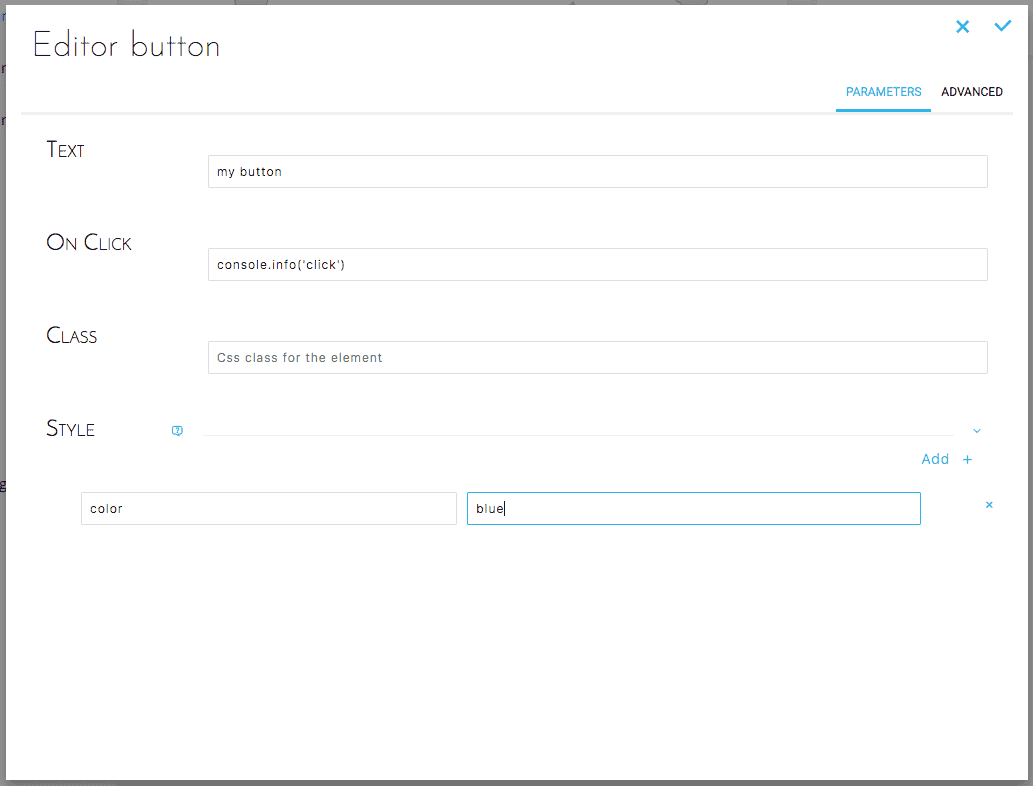 Editor button
PARAMETERS ADVANCED
Text
my button
On Click
console.info('click')
Class
Css class for the element
Style
Add +
color blue